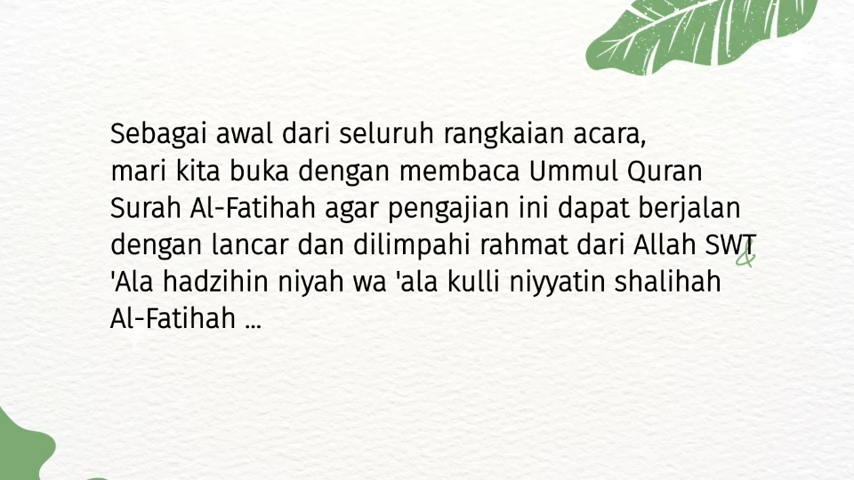 Sebagai awal dari seluruh rangkaian acara,
mari kita buka dengan membaca Ummul Quran
Surah Al-Fatihah agar pengajian ini dapat berjalan
dengan lancar dan dilimpahi rahmat dari Allah SWT
&
'Ala hadzihin niyah wa 'ala kulli niyyatin shalihah
Al-Fatihah ...